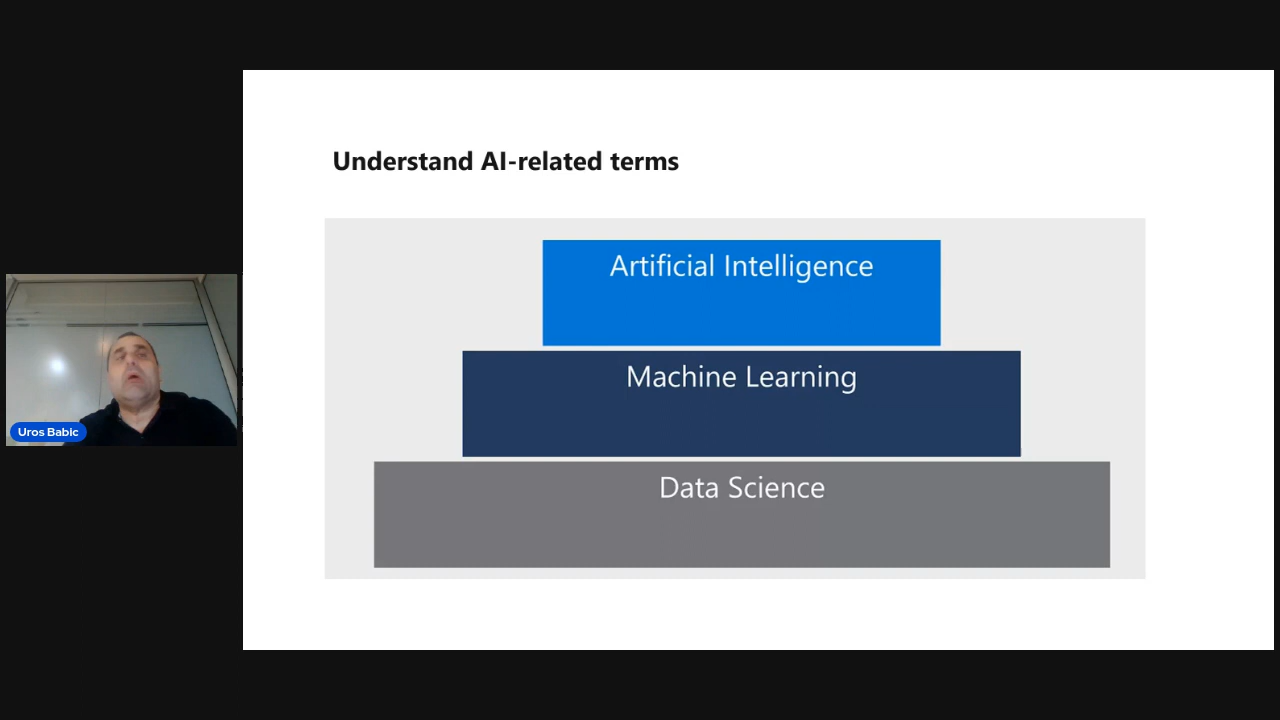 Understand AI-related terms
Artificial Intelligence
Machine Learning
Data Science
Uros Babic